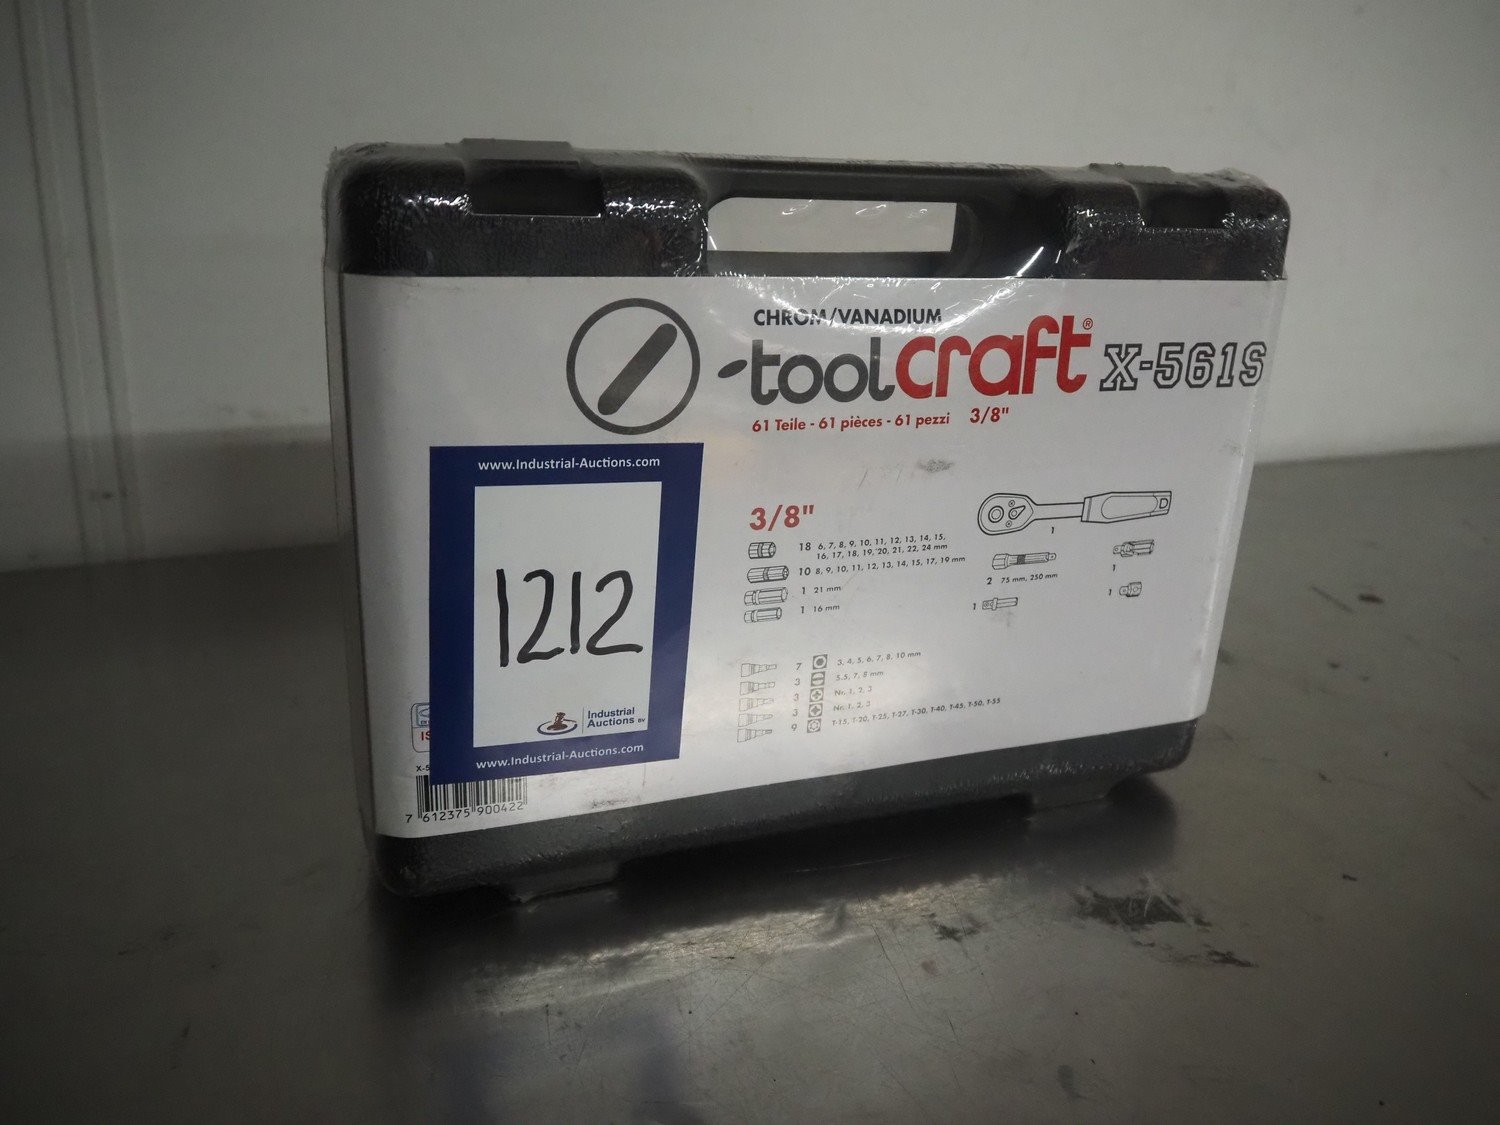 CHROM/VANADIUM
toolcraft® X-561S
61 Teile - 61 pièces - 61 pezzi 3/8"
www.Industrial-Auctions.com
1212
Industrial
Auctions BV
www.Industrial-Auctions.com
3/8"
18 6, 7, 8, 9, 10, 11, 12, 13, 14, 15,
16, 17, 18, 19, 20, 21, 22, 24 mm
10 8, 9, 10, 11, 12, 13, 14, 15, 17, 19 mm
1 21 mm
1 16 mm
1
2 75 mm, 250 mm
1
1
1
7 3, 4, 5, 6, 7, 8, 10 mm
3 5.5, 7, 8 mm
3 Nr. 1, 2, 3
3 Nr. 1, 2, 3
9 T-15, T-20, T-25, T-27, T-30, T-40, T-45, T-50, T-55
7 612375 900422